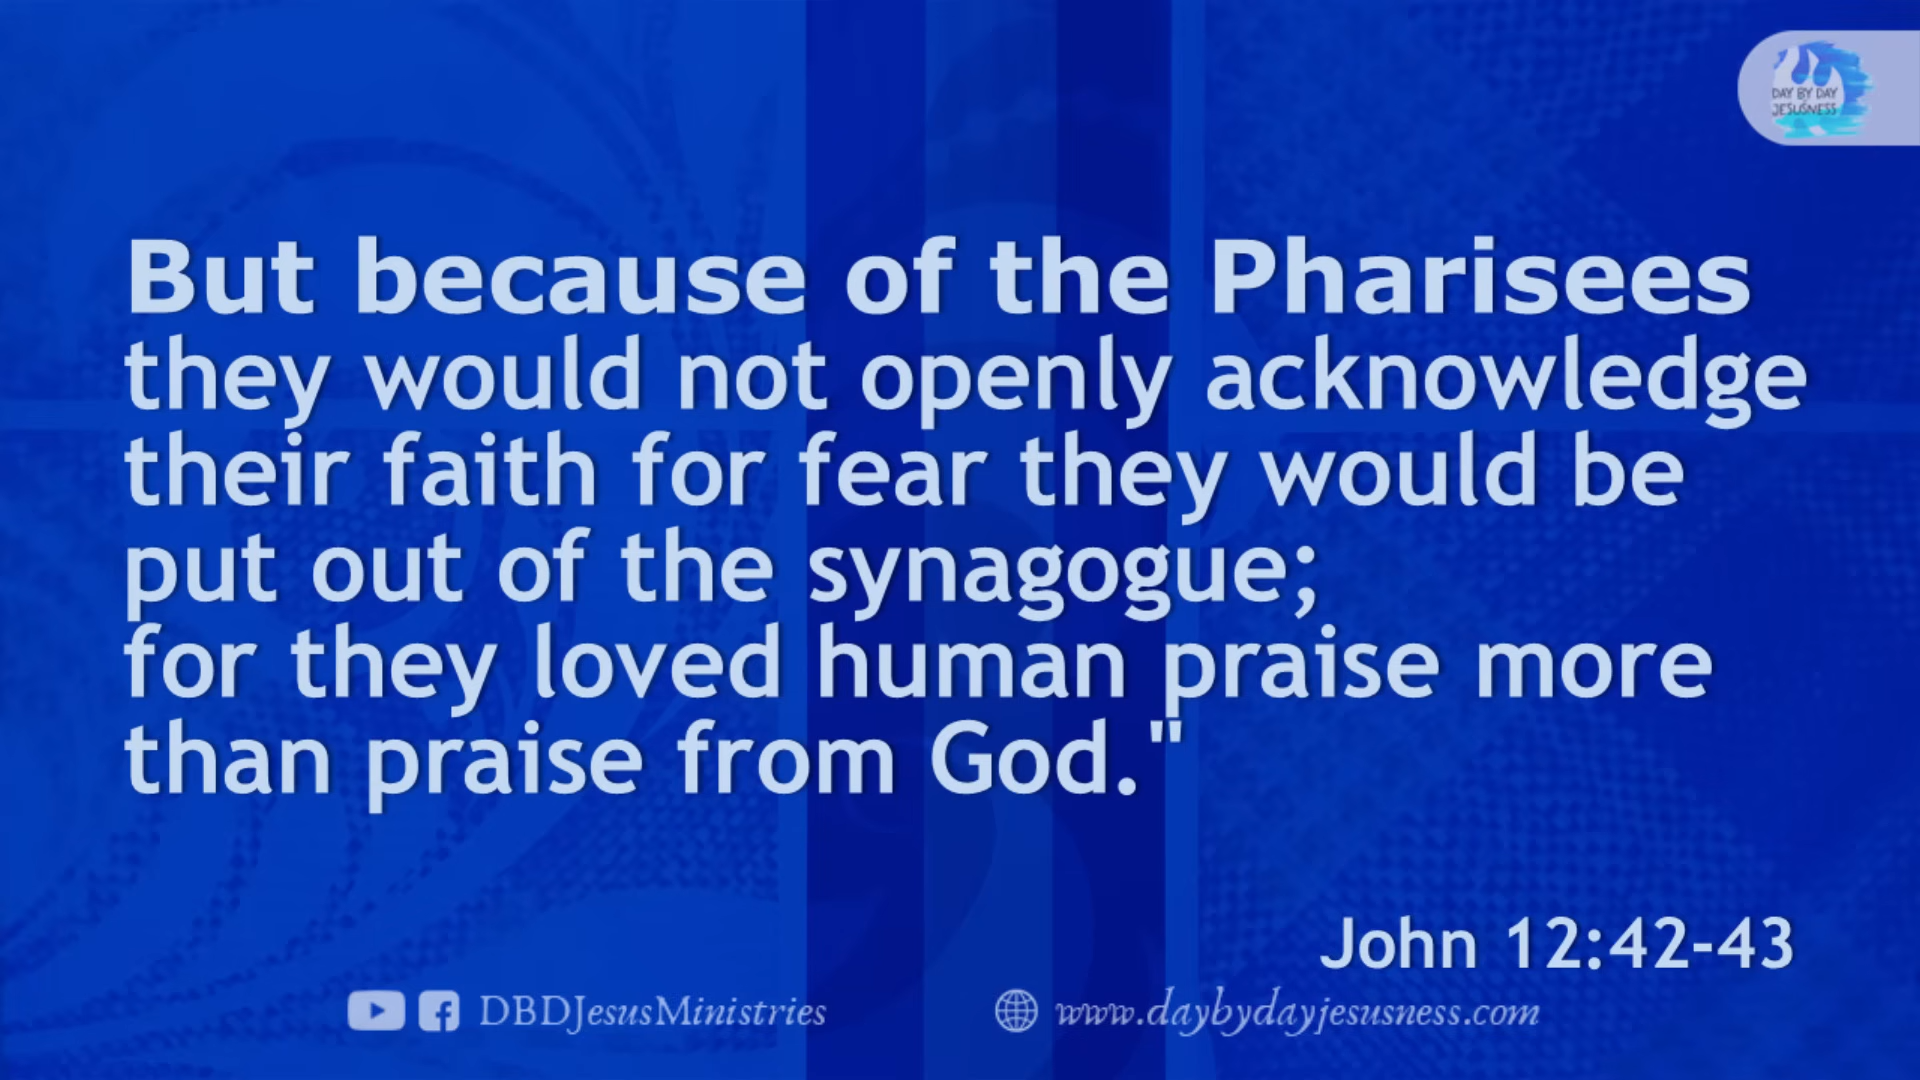 DAY BY DAY
JESUSNESS
But because of the Pharisees
they would not openly acknowledge
their faith for fear they would be
put out of the synagogue;
for they loved human praise more
than praise from God."
John 12:42-43
DBDJesusMinistries
www.daybydayjesusness.com